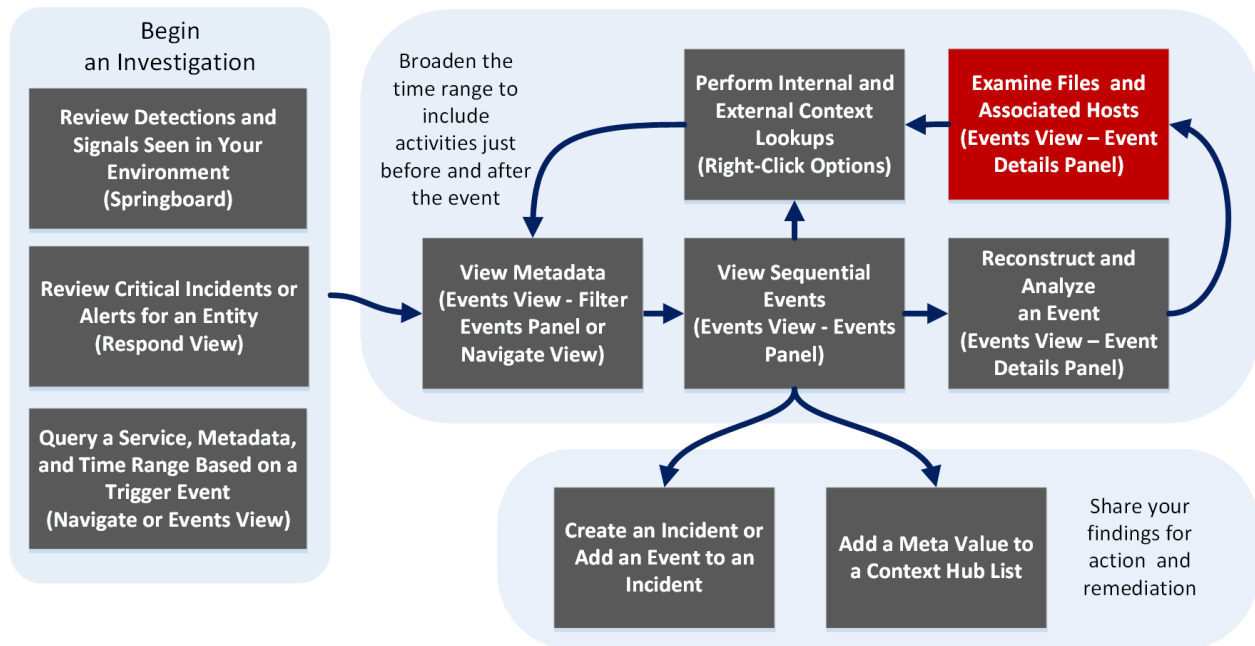 Begin
an Investigation
Review Detections and
Signals Seen in Your
Environment
(Springboard)
Review Critical Incidents or
Alerts for an Entity
(Respond View)
Query a Service, Metadata,
and Time Range Based on a
Trigger Event
(Navigate or Events View)
Broaden the
time range to
include
activities just
before and after
the event
Perform Internal and
External Context
Lookups
(Right-Click Options)
Examine Files and
Associated Hosts
(Events View – Event
Details Panel)
View Metadata
(Events View - Filter
Events Panel or
Navigate View)
View Sequential
Events
(Events View - Events
Panel)
Reconstruct and
Analyze
an Event
(Events View – Event
Details Panel)
Create an Incident or
Add an Event to an
Incident
Add a Meta Value to
a Context Hub List
Share your
findings for
action and
remediation